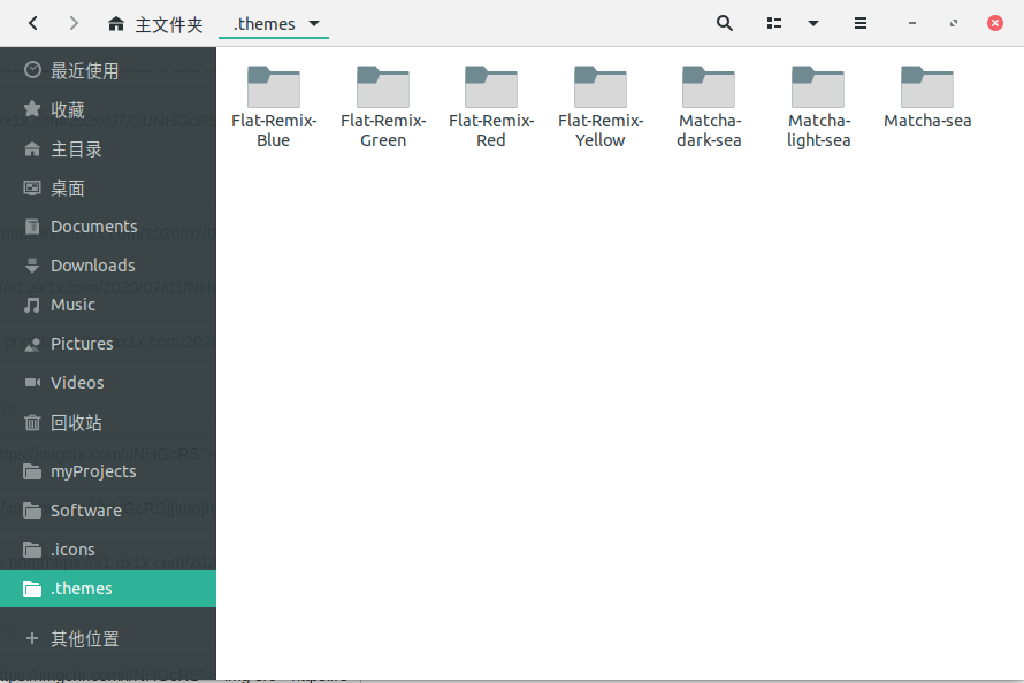 主文件夹
.themes
最近使用
收藏
主目录
桌面
Documents
Downloads
Music
Pictures
Videos
回收站
myProjects
Software
.icons
.themes
其他位置
Flat-Remix-
Blue
Flat-Remix-
Green
Flat-Remix-
Red
Flat-Remix-
Yellow
Matcha-
dark-sea
Matcha-
light-sea
Matcha-sea